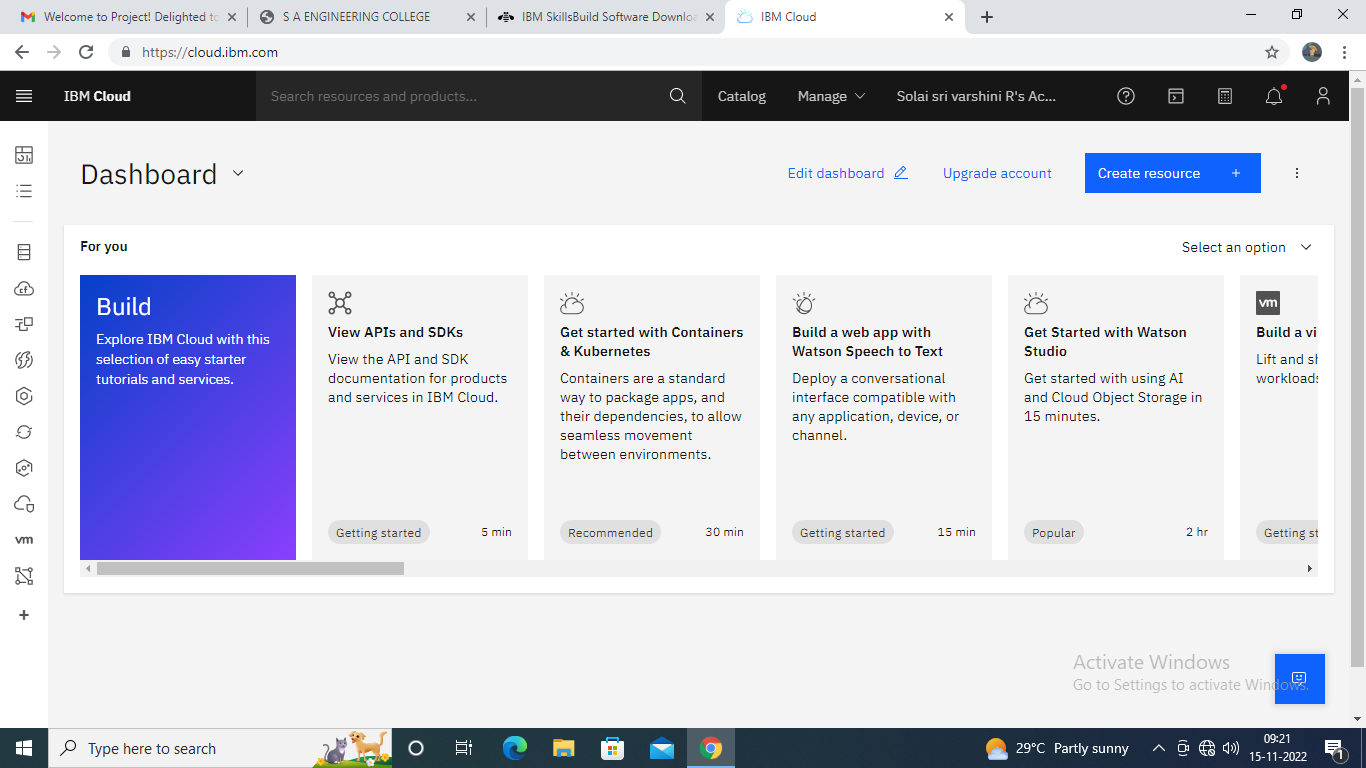 Welcome to Project! Delighted to
S A ENGINEERING COLLEGE
IBM SkillsBuild Software Downlo
IBM Cloud
https://cloud.ibm.com
IBM Cloud
Search resources and products...
Catalog
Manage
Solai sri varshini R's Ac...
Dashboard
Edit dashboard
Upgrade account
Create resource +
For you
Select an option
Build
Explore IBM Cloud with this
selection of easy starter
tutorials and services.
View APIs and SDKs
View the API and SDK
documentation for products
and services in IBM Cloud.
Getting started
5 min
Get started with Containers
& Kubernetes
Containers are a standard
way to package apps, and
their dependencies, to allow
seamless movement
between environments.
Recommended
30 min
Build a web app with
Watson Speech to Text
Deploy a conversational
interface compatible with
any application, device, or
channel.
Getting started
15 min
Get Started with Watson
Studio
Get started with using AI
and Cloud Object Storage in
15 minutes.
Popular
2 hr
vm
Build a vi
Lift and sh
workloads
Getting st
cf
vm
Activate Windows
Go to Settings to activate Windows.
Type here to search
29°C Partly sunny
09:21
15-11-2022
1